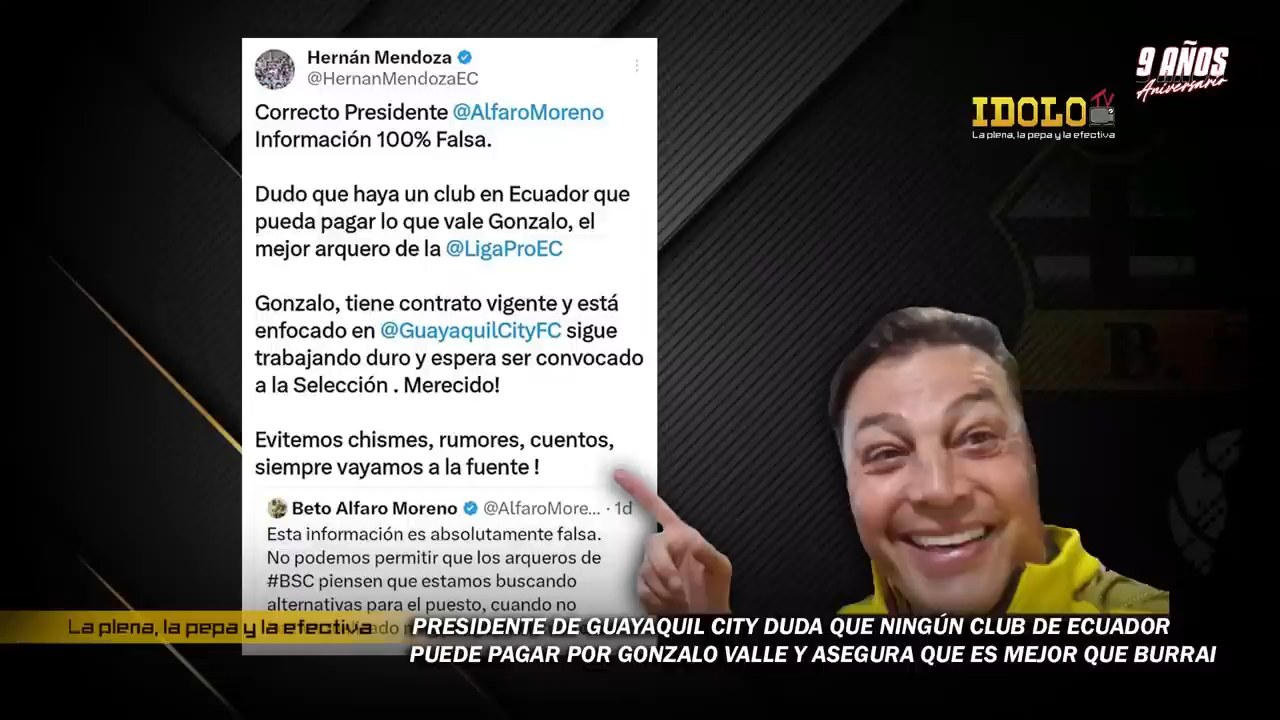 Hernán Mendoza
@HernanMendozaEC
Correcto Presidente @AlfaroMoreno
Información 100% Falsa.
Dudo que haya un club en Ecuador que
pueda pagar lo que vale Gonzalo, el
mejor arquero de la @LigaProEC
Gonzalo, tiene contrato vigente y está
enfocado en @GuayaquilCityFC sigue
trabajando duro y espera ser convocado
a la Selección . Merecido!
Evitemos chismes, rumores, cuentos,
siempre vayamos a la fuente !
Beto Alfaro Moreno @AlfaroMore... · 1d
Esta información es absolutamente falsa.
No podemos permitir que los arqueros de
#BSC piensen que estamos buscando
alternativas para el puesto, cuando no
9 AÑOS
Aniversario
IDOLO TV
La plena, la pepa y la efectiva
B.
La plena, la pepa y la efectiva
PRESIDENTE DE GUAYAQUIL CITY DUDA QUE NINGÚN CLUB DE ECUADOR
PUEDE PAGAR POR GONZALO VALLE Y ASEGURA QUE ES MEJOR QUE BURRAI